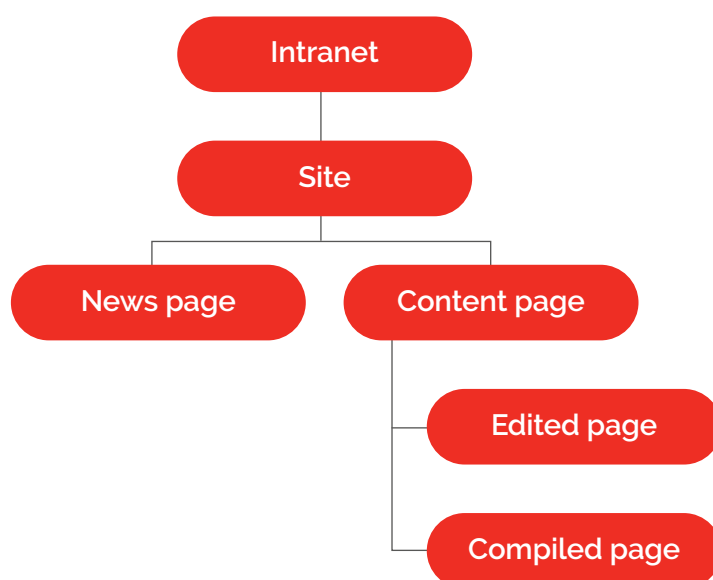 Intranet
Site
News page
Content page
Edited page
Compiled page